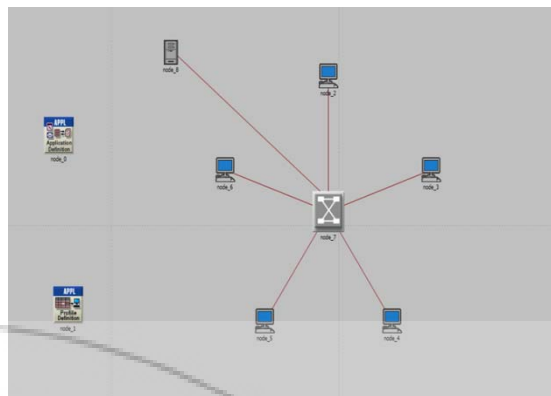 node_8
node_2
APPL
Application
Definition
node_0
node_6
node_3
node_7
APPL
Profile
Definition
node_1
node_5
node_4